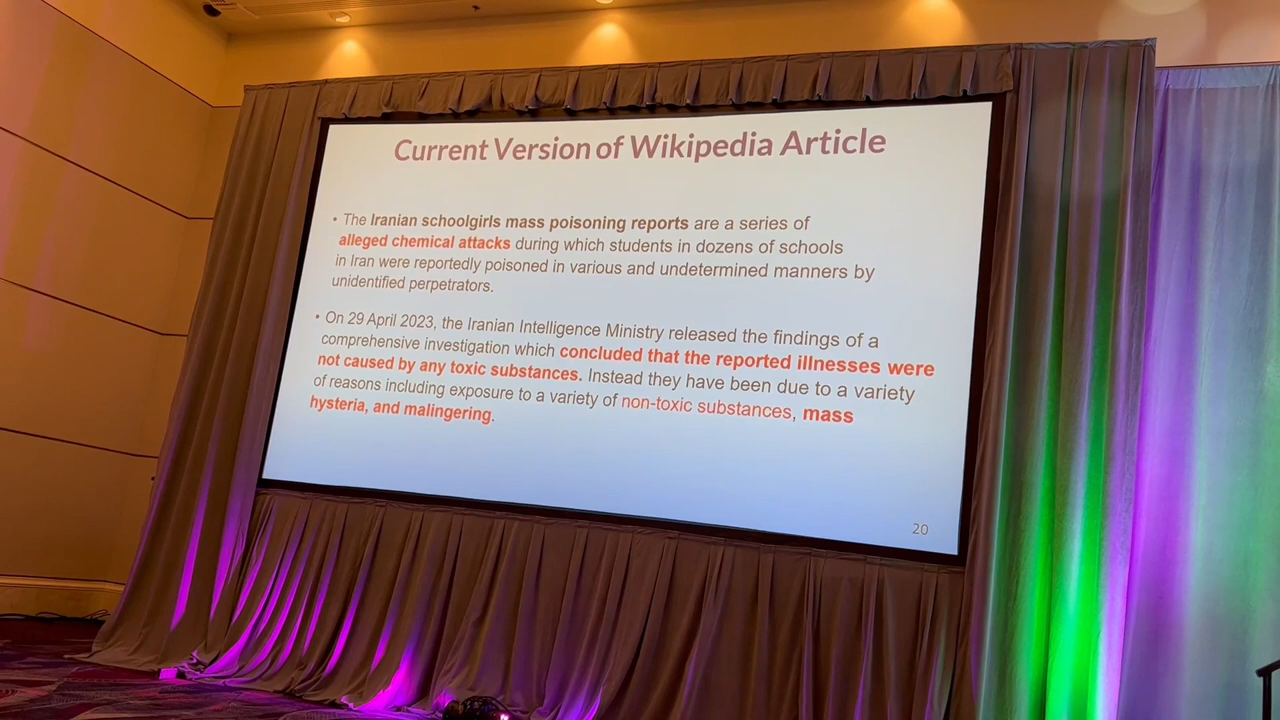 Current Version of Wikipedia Article
• The Iranian schoolgirls mass poisoning reports are a series of
alleged chemical attacks during which students in dozens of schools
in Iran were reportedly poisoned in various and undetermined manners by
unidentified perpetrators.
• On 29 April 2023, the Iranian Intelligence Ministry released the findings of a
comprehensive investigation which concluded that the reported illnesses were
not caused by any toxic substances. Instead they have been due to a variety
of reasons including exposure to a variety of non-toxic substances, mass
hysteria, and malingering.
20